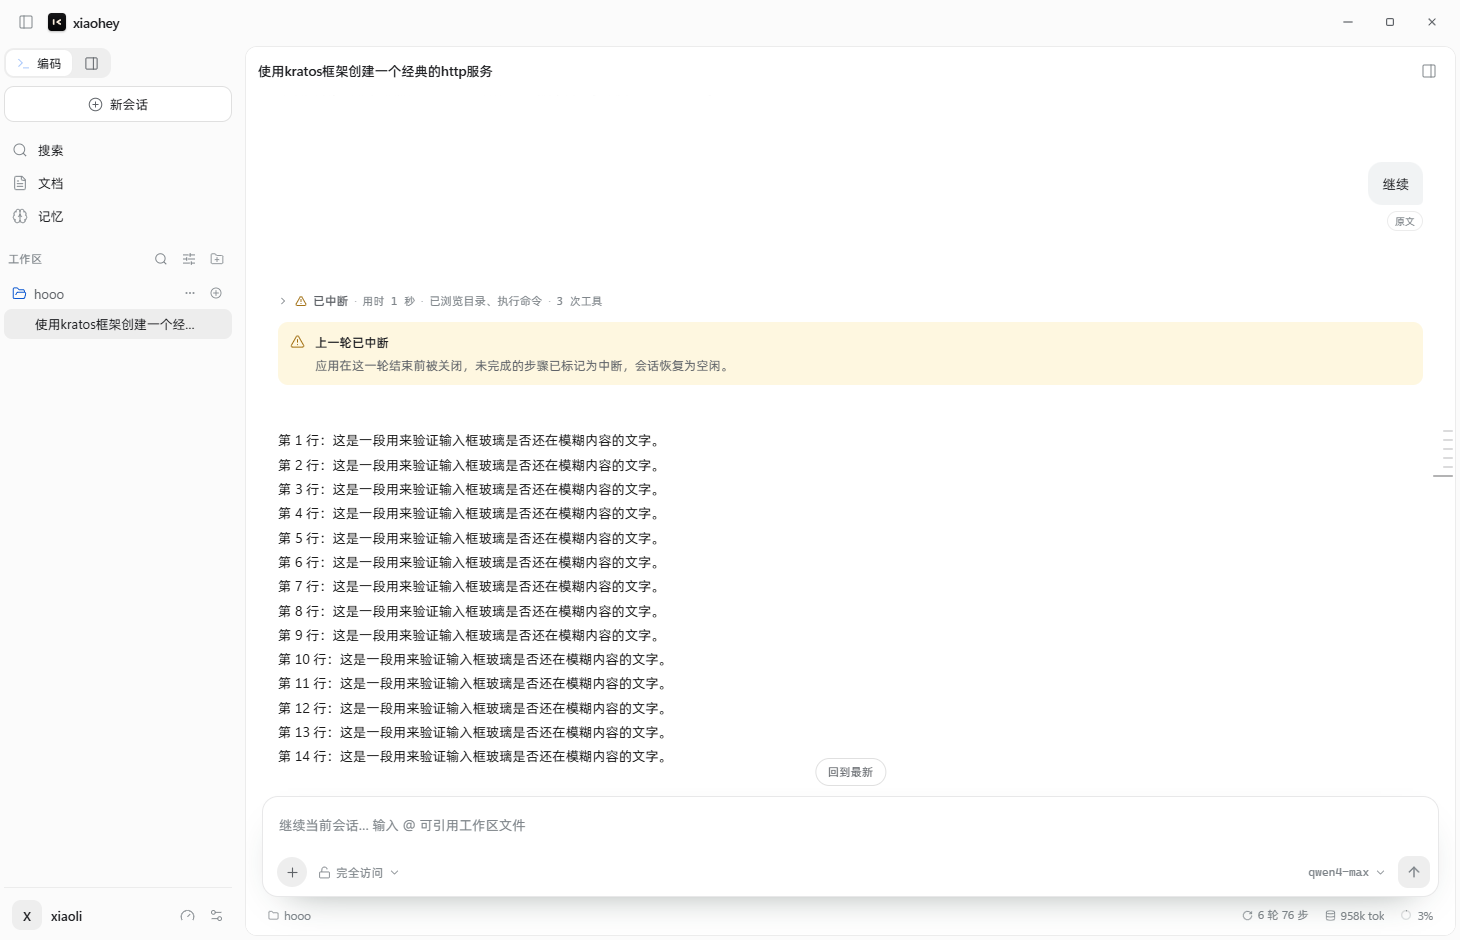 xiaohey
编码
新会话
搜索
文档
记忆
工作区
hooo
使用kratos框架创建一个经...
xiaoli
使用kratos框架创建一个经典的http服务
继续
原文
已中断 · 用时 1 秒 · 已浏览目录、执行命令 · 3 次工具
上一轮已中断
应用在这一轮结束前被关闭，未完成的步骤已标记为中断，会话恢复为空闲。
第 1 行：这是一段用来验证输入框玻璃是否还在模糊内容的文字。
第 2 行：这是一段用来验证输入框玻璃是否还在模糊内容的文字。
第 3 行：这是一段用来验证输入框玻璃是否还在模糊内容的文字。
第 4 行：这是一段用来验证输入框玻璃是否还在模糊内容的文字。
第 5 行：这是一段用来验证输入框玻璃是否还在模糊内容的文字。
第 6 行：这是一段用来验证输入框玻璃是否还在模糊内容的文字。
第 7 行：这是一段用来验证输入框玻璃是否还在模糊内容的文字。
第 8 行：这是一段用来验证输入框玻璃是否还在模糊内容的文字。
第 9 行：这是一段用来验证输入框玻璃是否还在模糊内容的文字。
第 10 行：这是一段用来验证输入框玻璃是否还在模糊内容的文字。
第 11 行：这是一段用来验证输入框玻璃是否还在模糊内容的文字。
第 12 行：这是一段用来验证输入框玻璃是否还在模糊内容的文字。
第 13 行：这是一段用来验证输入框玻璃是否还在模糊内容的文字。
第 14 行：这是一段用来验证输入框玻璃是否还在模糊内容的文字。
回到最新
继续当前会话... 输入 @ 可引用工作区文件
完全访问
qwen4-max
hooo
6 轮 76 步
958k tok
3%
X